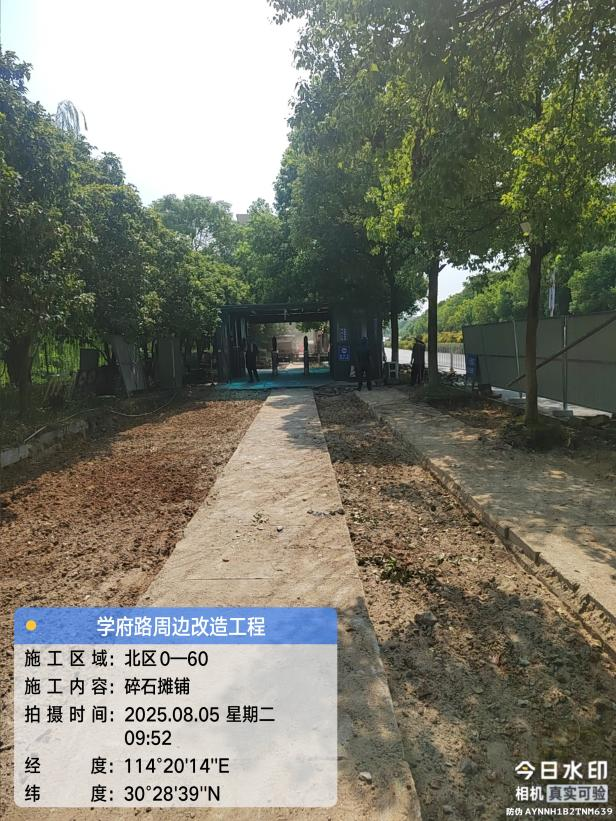 学府路周边改造工程
施工区域：北区0—60
施工内容：碎石摊铺
拍摄时间：2025.08.05 星期二
09:52
经度：114°20'14"E
纬度：30°28'39"N
今日水印
相机 真实可验
防伪 AYNNH1B2TNM639